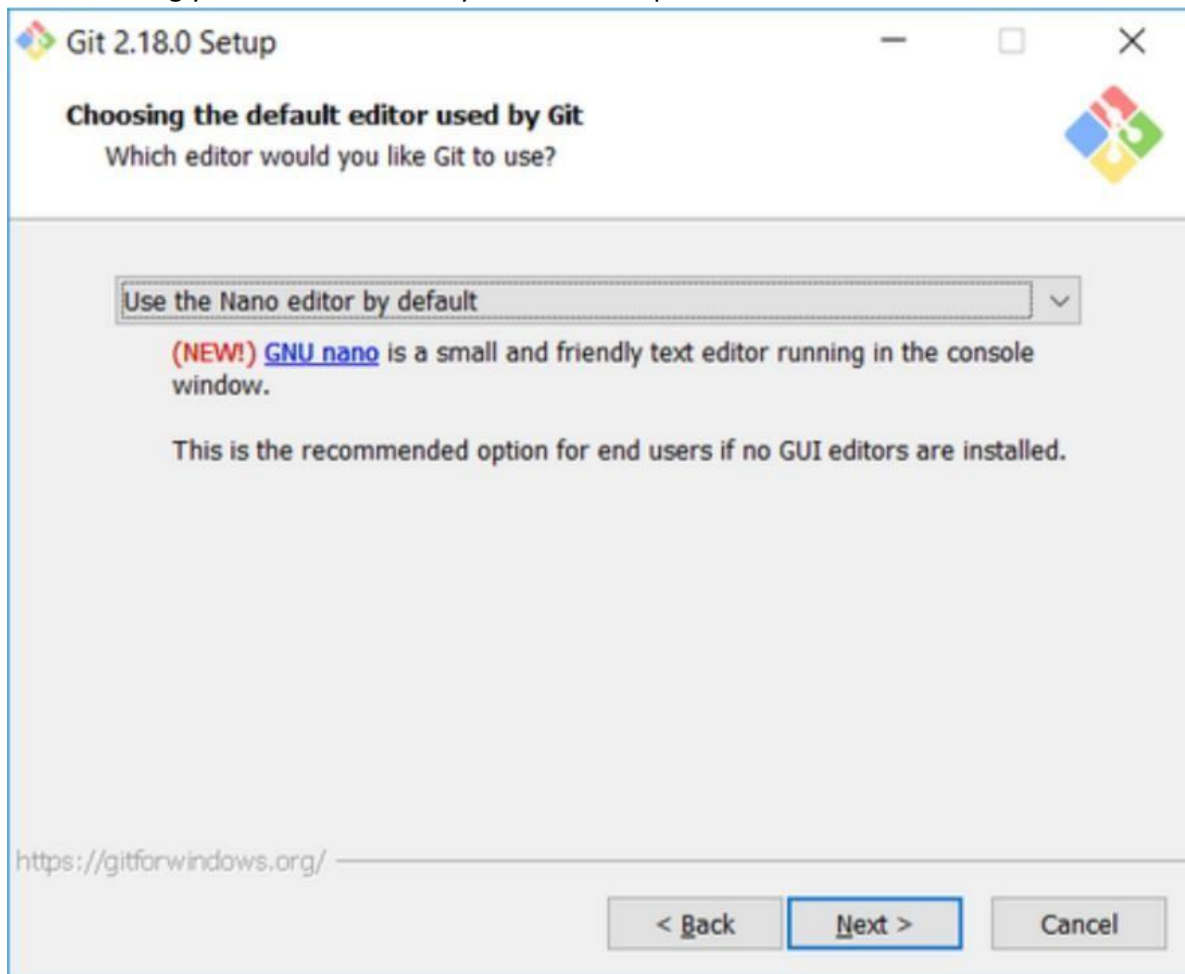 Git 2.18.0 Setup
Choosing the default editor used by Git
Which editor would you like Git to use?
Use the Nano editor by default
(NEW!) GNU nano is a small and friendly text editor running in the console
window.
This is the recommended option for end users if no GUI editors are installed.
https://gitforwindows.org/
< Back
Next >
Cancel